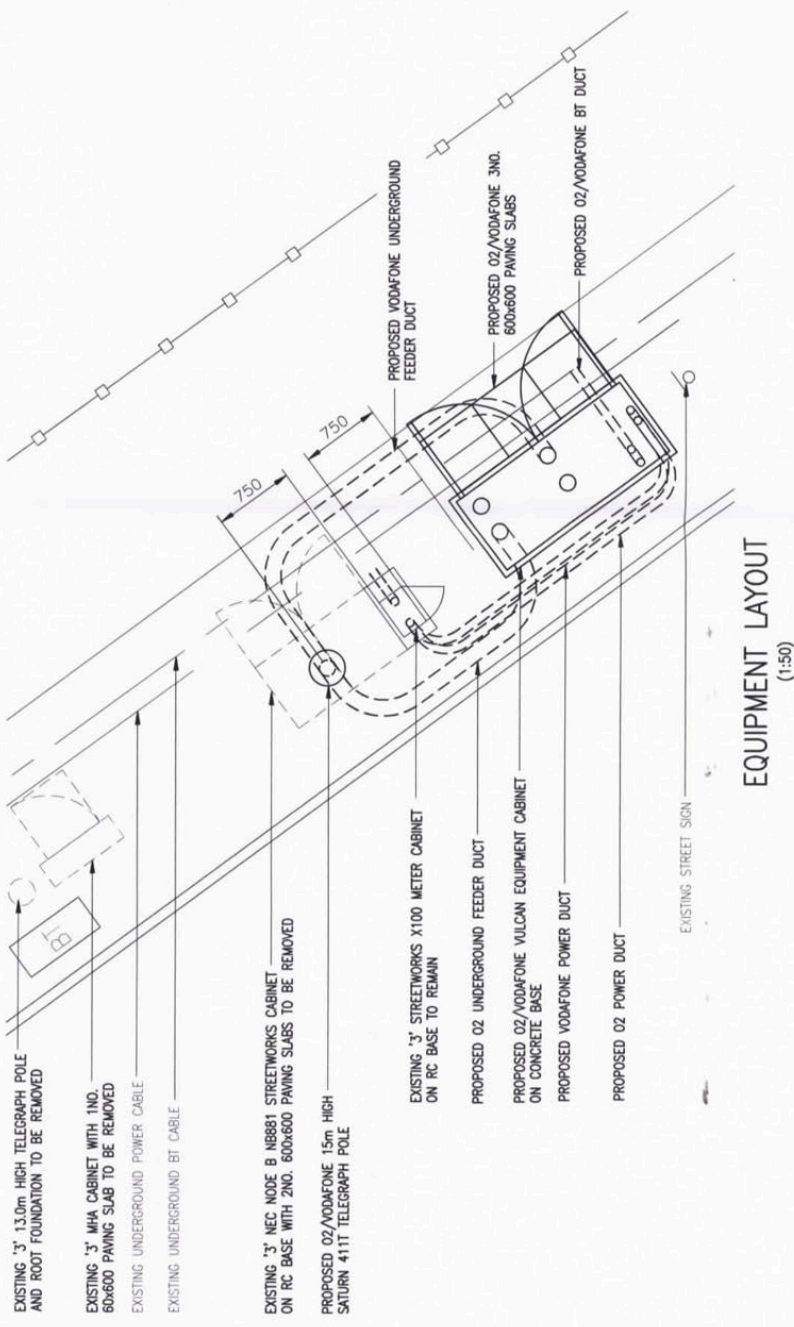 EXISTING '3' 13.0m HIGH TELEGRAPH POLE
AND ROOT FOUNDATION TO BE REMOVED
BT
EXISTING '3' MHA CABINET WITH 1NO.
60x600 PAVING SLAB TO BE REMOVED
EXISTING UNDERGROUND POWER CABLE
EXISTING UNDERGROUND BT CABLE
EXISTING '3' NEC NODE B NB881 STREETWORKS CABINET
ON RC BASE WITH 2NO. 600x600 PAVING SLABS TO BE REMOVED
PROPOSED O2/VODAFONE 15m HIGH
SATURN 411T TELEGRAPH POLE
750
750
PROPOSED VODAFONE UNDERGROUND
FEEDER DUCT
PROPOSED O2/VODAFONE 3NO.
600x600 PAVING SLABS
PROPOSED O2/VODAFONE BT DUCT
EXISTING '3' STREETWORKS X100 METER CABINET
ON RC BASE TO REMAIN
PROPOSED O2 UNDERGROUND FEEDER DUCT
PROPOSED O2/VODAFONE VULCAN EQUIPMENT CABINET
ON CONCRETE BASE
PROPOSED VODAFONE POWER DUCT
PROPOSED O2 POWER DUCT
EXISTING STREET SIGN
EQUIPMENT LAYOUT
(1:50)